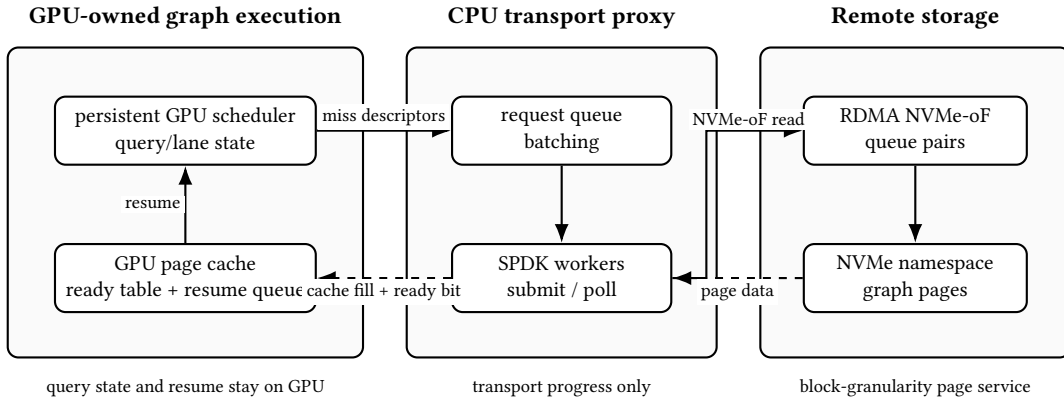 GPU-owned graph execution
CPU transport proxy
Remote storage
persistent GPU scheduler
query/lane state
miss descriptors
request queue
batching
NVMe-oF read
RDMA NVMe-oF
queue pairs
resume
GPU page cache
ready table + resume queue
cache fill + ready bit
SPDK workers
submit / poll
page data
NVMe namespace
graph pages
query state and resume stay on GPU
transport progress only
block-granularity page service